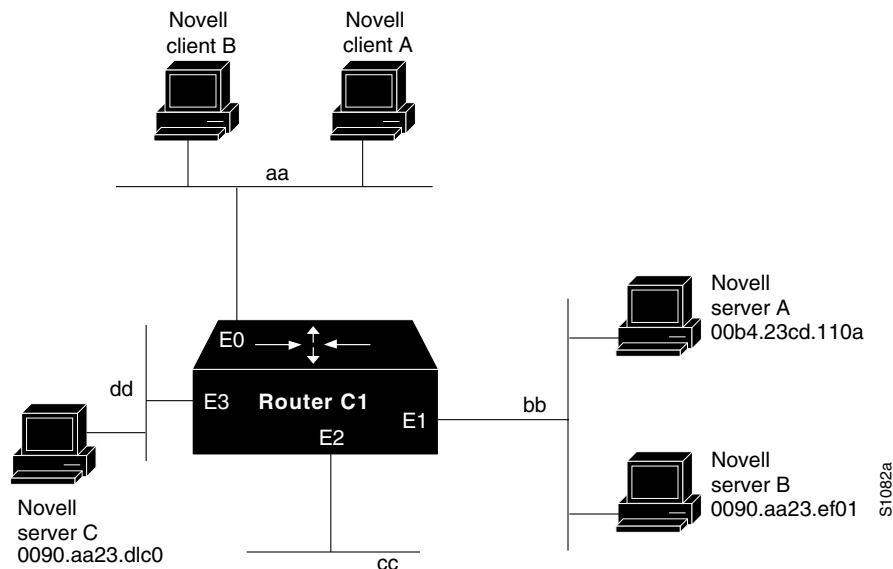 Novell
client B
Novell
client A
aa
Novell
server A
00b4.23cd.110a
E0
dd
E3
Router C1
E1
bb
E2
Novell
server B
0090.aa23.ef01
Novell
server C
0090.aa23.dlc0
cc
S1082a